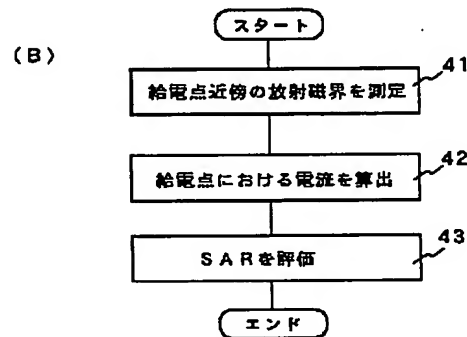 (B)
スタート
41
給電点近傍の放射磁界を測定
42
給電点における電流を算出
43
SARを評価
エンド